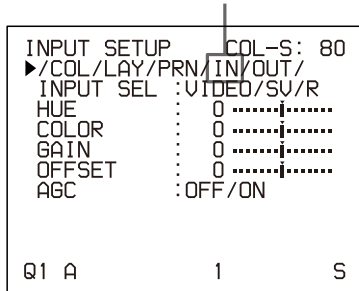 INPUT SETUP COL-S: 80
▶/COL/LAY/PRN/IN/OUT/
INPUT SEL :VIDEO/SV/R
HUE : 0
COLOR : 0
GAIN : 0
OFFSET : 0
AGC :OFF/ON
Q1 A 1 S